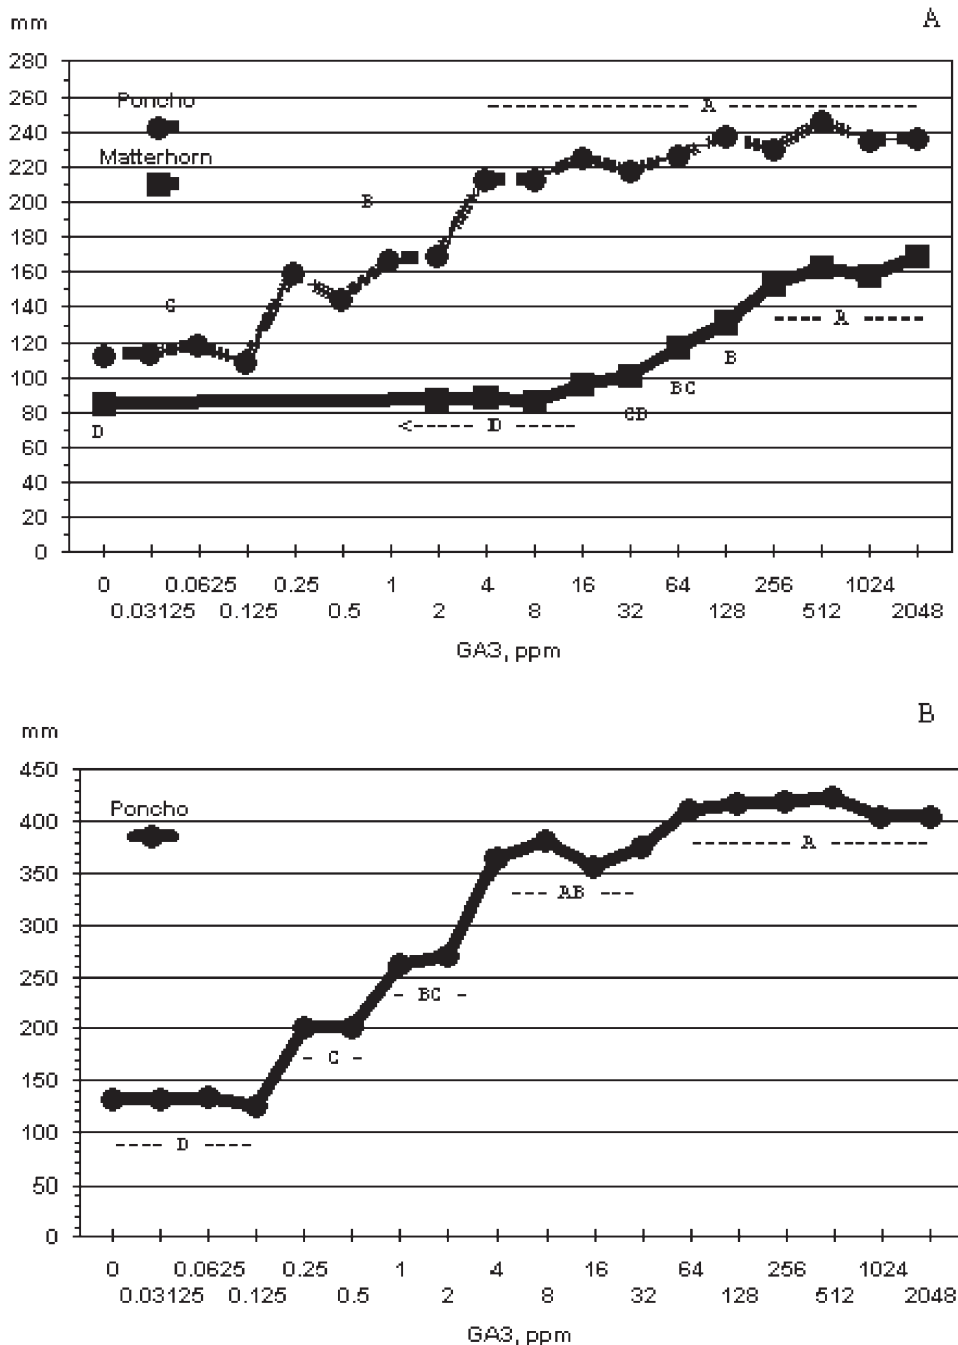 mm
A
280
260
240
220
200
180
160
140
120
100
80
60
40
20
0
Poncho
Matterhorn
A
B
C
A
B
BC
CD
D
<----- D -----
0 0.0625 0.25 1 4 16 64 256 1024
0.03125 0.125 0.5 2 8 32 128 512 2048
GA3, ppm
B
mm
450
400
350
300
250
200
150
100
50
0
Poncho
----- A -----
-- AB --
- BC -
- C -
---- D ----
0 0.0625 0.25 1 4 16 64 256 1024
0.03125 0.125 0.5 2 8 32 128 512 2048
GA3, ppm